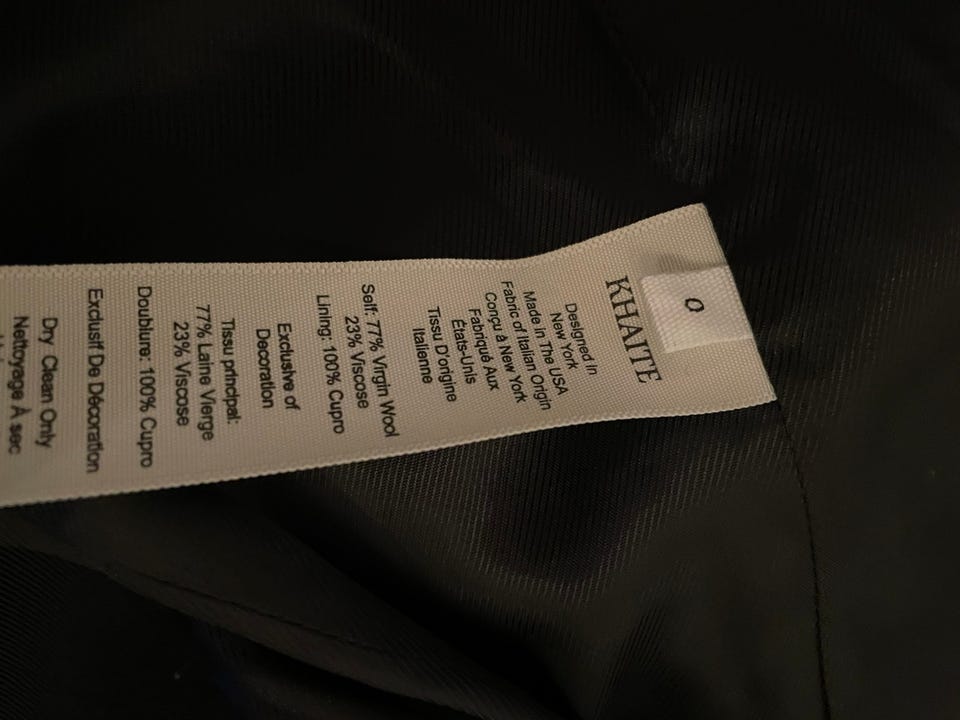 0
KHAITE
Designed in
New York
Made in The USA
Fabric of Italian Origin
Conçu à New York
Fabriqué Aux
États-Unis
Tissu D'origine
Italienne
Self: 77% Virgin Wool
23% Viscose
Lining: 100% Cupro
Exclusive of
Decoration
Tissu principal:
77% Laine Vierge
23% Viscose
Doublure: 100% Cupro
Exclusif De Décoration
Dry Clean Only
Nettoyage À sec